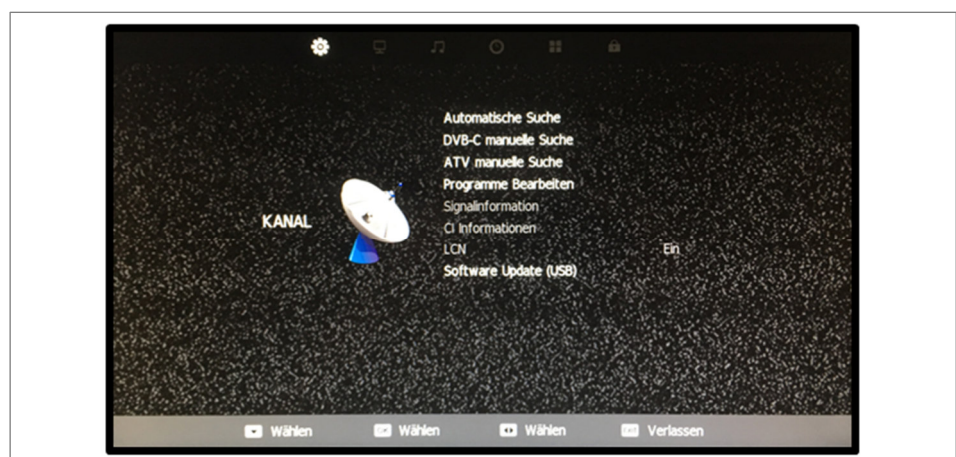 Automatische Suche
DVB-C manuelle Suche
ATV manuelle Suche
Programme Bearbeiten
KANAL
Signalinformation
CI Informationen
LCN Ein
Software Update (USB)
Wählen Wählen Wählen Verlassen